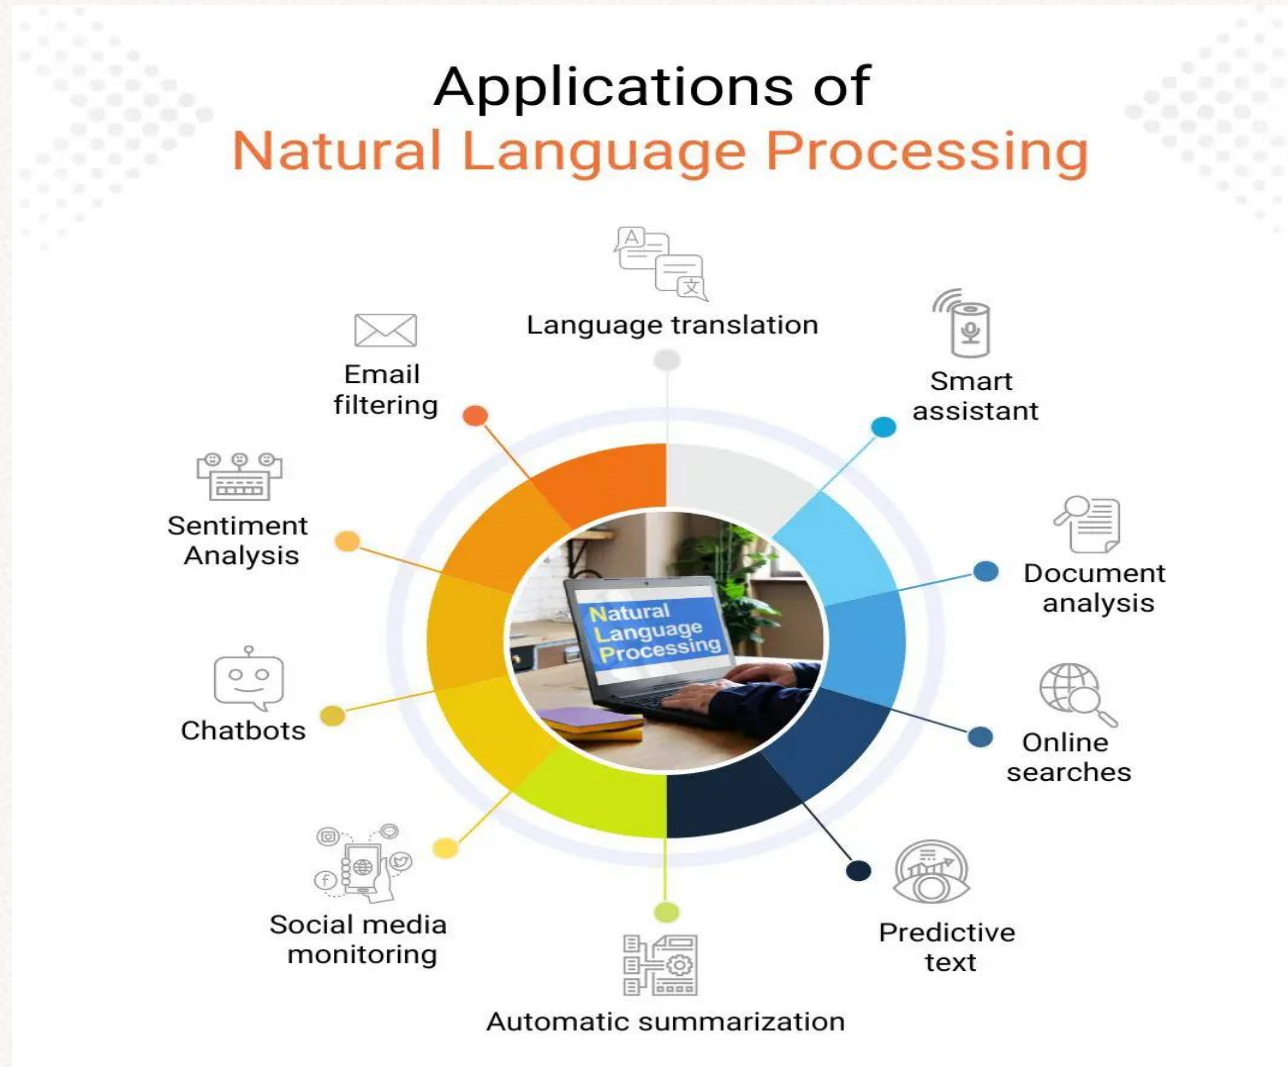 Applications of
Natural Language Processing
A
文
Language translation
Smart
assistant
Document
analysis
Online
searches
Predictive
text
Automatic summarization
Social media
monitoring
Chatbots
Sentiment
Analysis
Email
filtering
Natural
Language
Processing